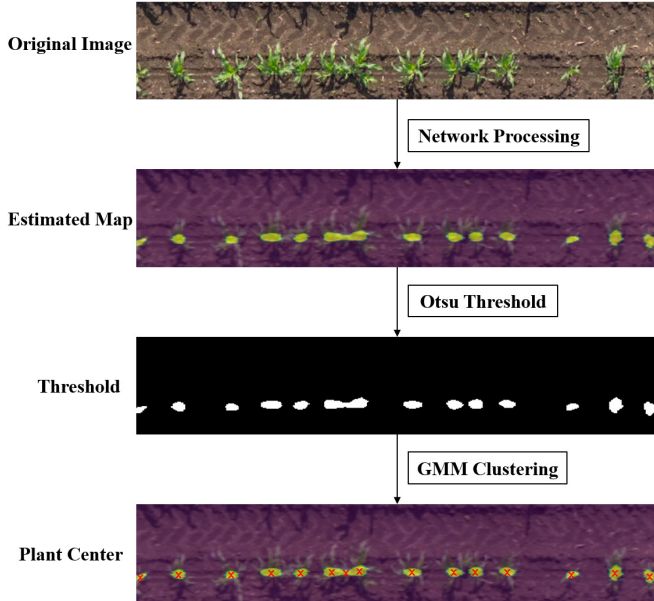 Original Image
Network Processing
Estimated Map
Otsu Threshold
Threshold
GMM Clustering
Plant Center